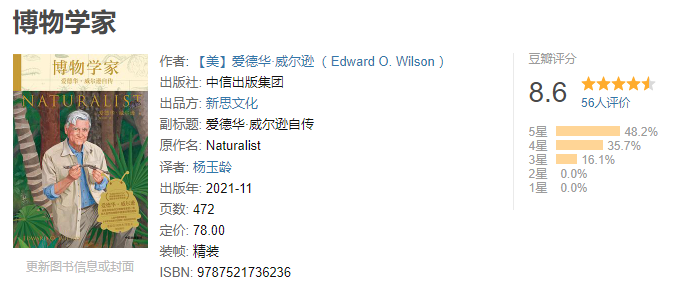 博物学家
博物学家
爱德华·威尔逊自传
NATURALIST
爱德华·威尔逊
更新图书信息或封面
作者: 【美】爱德华·威尔逊 ( Edward O. Wilson )
出版社: 中信出版集团
出品方: 新思文化
副标题: 爱德华·威尔逊自传
原作名: Naturalist
译者: 杨玉龄
出版年: 2021-11
页数: 472
定价: 78.00
装帧: 精装
ISBN: 9787521736236
豆瓣评分
8.6
56人评价
5星 48.2%
4星 35.7%
3星 16.1%
2星 0.0%
1星 0.0%